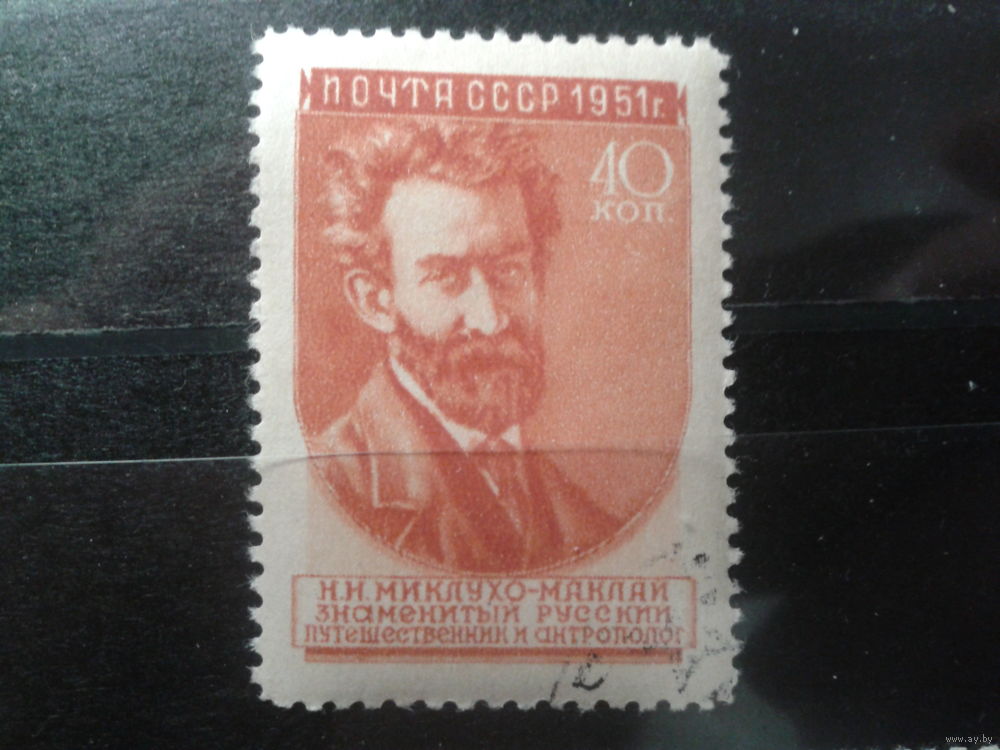 ПОЧТА СССР 1951г.
40
коп.
Н.Н. МИКЛУХО-МАКЛАЙ
ЗНАМЕНИТЫЙ РУССКИЙ
ПУТЕШЕСТВЕННИК И АНТРОПОЛОГ
www.ay.by